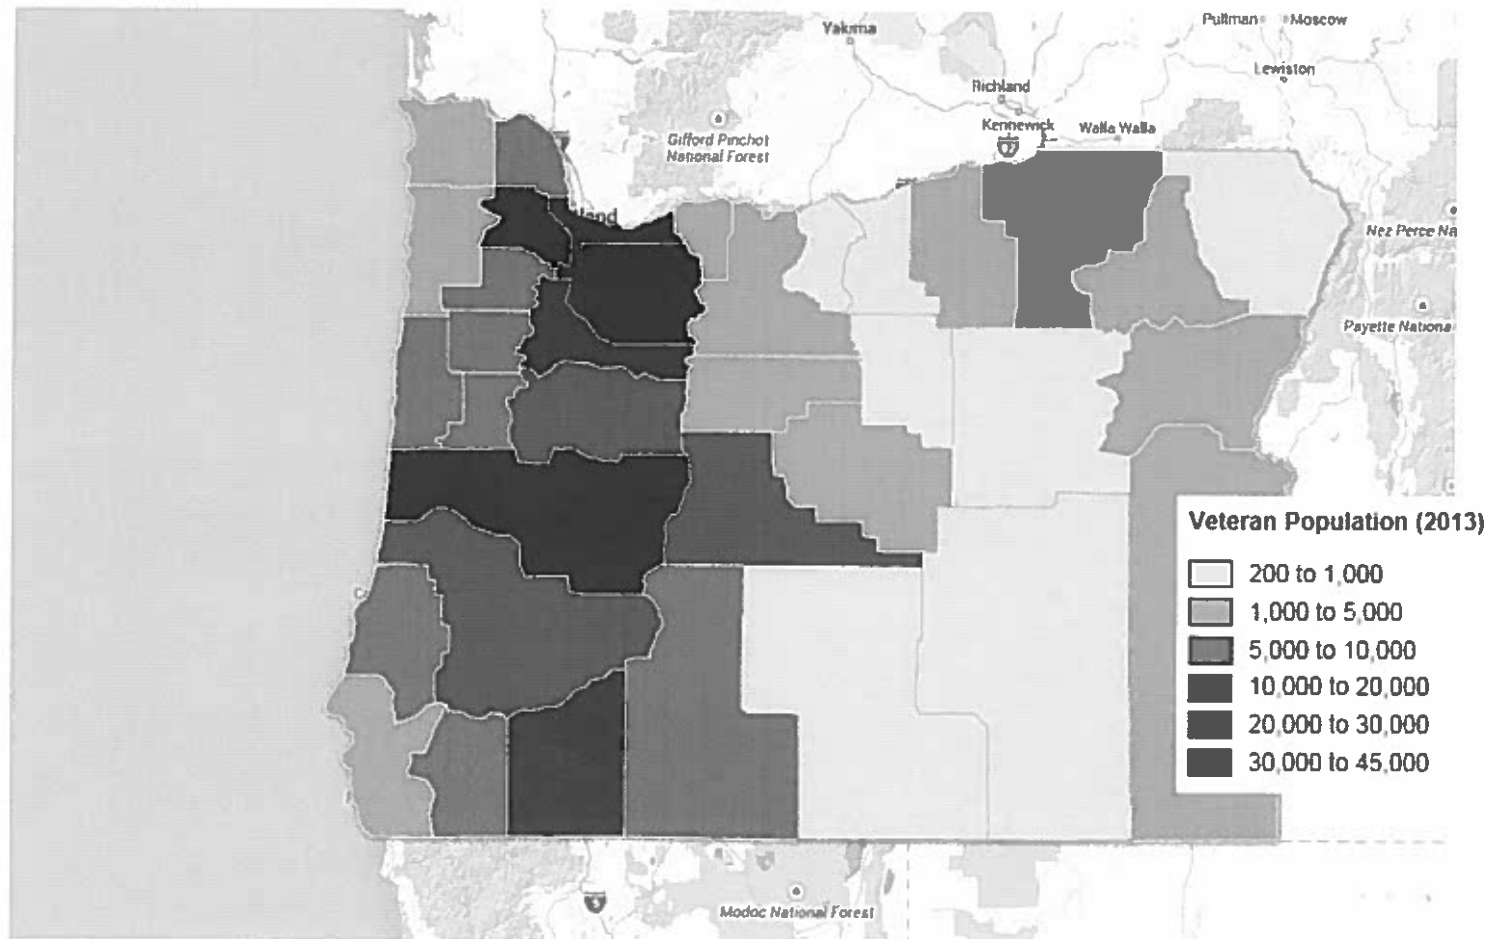 Yakima
Pullman
Moscow
Lewiston
Richland
Kennewick
Walla Walla
Gifford Pinchot
National Forest
land
Nez Perce Na
Payette Nationa
Veteran Population (2013)
200 to 1,000
1,000 to 5,000
5,000 to 10,000
10,000 to 20,000
20,000 to 30,000
30,000 to 45,000
Modoc National Forest
5